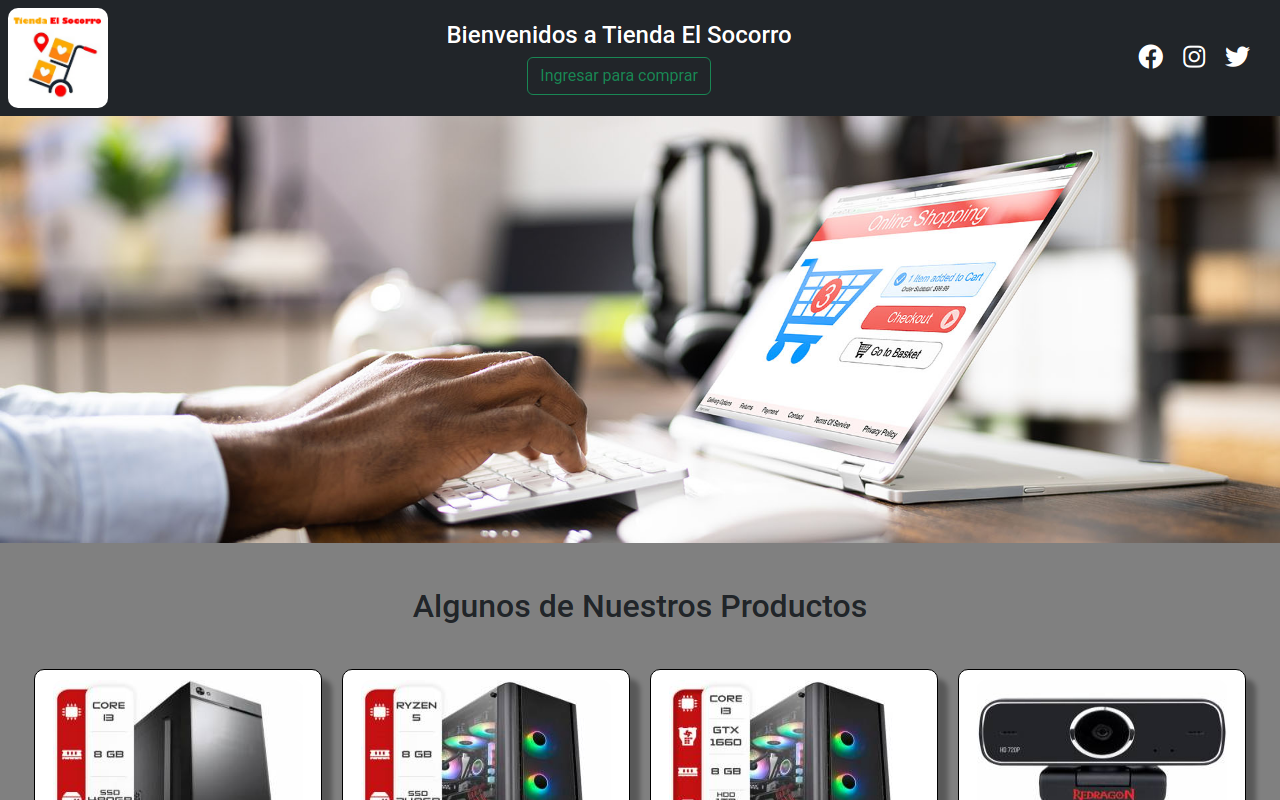 Tienda El Socorro
Bienvenidos a Tienda El Socorro
Ingresar para comprar
Online Shopping
1 Item added to Cart
Order Subtotal: $99.99
3
Checkout
Go to Basket
Delivery Options Returns Payment Contact Terms Of Service Privacy Policy
Algunos de Nuestros Productos
CORE
I3
8 GB
SSD
RYZEN
5
8 GB
SSD
CORE
I3
GTX
1660
8 GB
HDD
HD 720P
REDRAGON